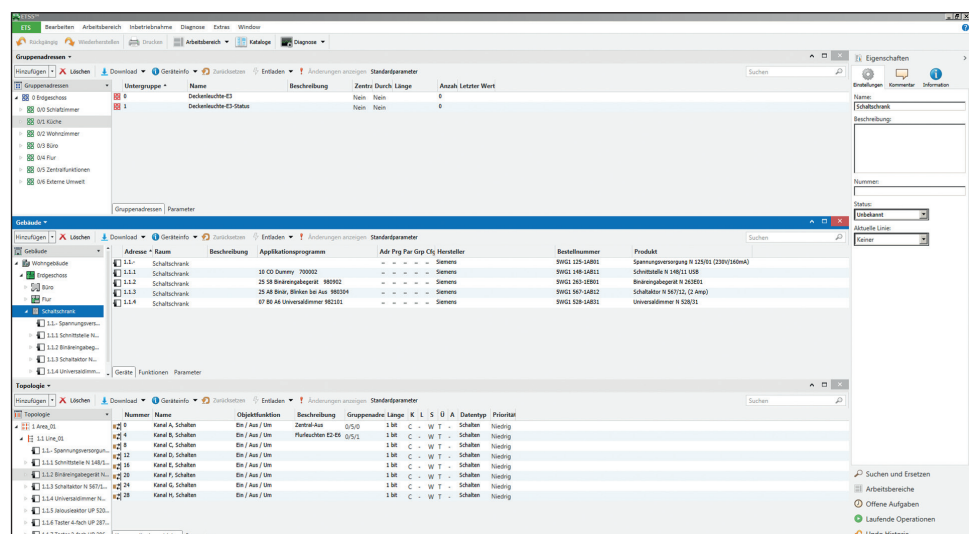 ETS5™
ETS Bearbeiten Arbeitsbereich Inbetriebnahme Diagnose Extras Window
Rückgängig Wiederherstellen Drucken Arbeitsbereich Kataloge Diagnose
Gruppenadressen
Hinzufügen Löschen Download Geräteinfo Zurücksetzen Entladen Änderungen anzeigen Standardparameter Suchen
Gruppenadressen
0 Erdgeschoss
0/0 Schlafzimmer
0/1 Küche
0/2 Wohnzimmer
0/3 Büro
0/4 Flur
0/5 Zentralfunktionen
0/6 Externe Umwelt
Untergruppe Name Beschreibung Zentra Durch Länge Anzah Letzter Wert
0 Deckenleuchte-E3 Nein Nein 0
1 Deckenleuchte-E3-Status Nein Nein 0
Gruppenadressen Parameter
Gebäude
Hinzufügen Löschen Download Geräteinfo Zurücksetzen Entladen Änderungen anzeigen Standardparameter Suchen
Gebäude
Wohngebäude
Erdgeschoss
Büro
Flur
Schaltschrank
1.1.- Spannungsvers...
1.1.1 Schnittstelle N...
1.1.2 Binäreingabeg...
1.1.3 Schaltaktor N...
1.1.4 Universaldimm...
Adresse Raum Beschreibung Applikationsprogramm Adr Prg Par Grp Cfg Hersteller Bestellnummer Produkt
1.1.- Schaltschrank - - - - - Siemens 5WG1 125-1AB01 Spannungsversorgung N 125/01 (230V/160mA)
1.1.1 Schaltschrank 10 CO Dummy 700002 - - - - - Siemens 5WG1 148-1AB11 Schnittstelle N 148/11 USB
1.1.2 Schaltschrank 25 S8 Binäreingabegerät 980902 - - - - - Siemens 5WG1 263-1EB01 Binäreingabegerät N 263E01
1.1.3 Schaltschrank 25 A8 Binär, Blinken bei Aus 980304 - - - - - Siemens 5WG1 567-1AB12 Schaltaktor N 567/12, (2 Amp)
1.1.4 Schaltschrank 07 B0 A6 Universaldimmer 982101 - - - - - Siemens 5WG1 528-1AB31 Universaldimmer N 528/31
Geräte Funktionen Parameter
Topologie
Hinzufügen Löschen Download Geräteinfo Zurücksetzen Entladen Änderungen anzeigen Standardparameter Suchen
Topologie
1 Area_01
1.1 Line_01
1.1.- Spannungsversorgun...
1.1.1 Schnittstelle N 148/1...
1.1.2 Binäreingabegerät N...
1.1.3 Schaltaktor N 567/1...
1.1.4 Universaldimmer N...
1.1.5 Jalousieaktor UP 520...
1.1.6 Taster 4-fach UP 287...
Nummer Name Objektfunktion Beschreibung Gruppenadre Länge K L S Ü A Datentyp Priorität
0 Kanal A, Schalten Ein / Aus / Um Zentral-Aus 0/5/0 1 bit C - W T - Schalten Niedrig
4 Kanal B, Schalten Ein / Aus / Um Flurleuchten E2-E6 0/5/1 1 bit C - W T - Schalten Niedrig
8 Kanal C, Schalten Ein / Aus / Um 1 bit C - W T - Schalten Niedrig
12 Kanal D, Schalten Ein / Aus / Um 1 bit C - W T - Schalten Niedrig
16 Kanal E, Schalten Ein / Aus / Um 1 bit C - W T - Schalten Niedrig
20 Kanal F, Schalten Ein / Aus / Um 1 bit C - W T - Schalten Niedrig
24 Kanal G, Schalten Ein / Aus / Um 1 bit C - W T - Schalten Niedrig
28 Kanal H, Schalten Ein / Aus / Um 1 bit C - W T - Schalten Niedrig
Eigenschaften
Einstellungen Kommentar Information
Name:
Schaltschrank
Beschreibung:
Nummer:
Status:
Unbekannt
Aktuelle Linie:
Keiner
Suchen und Ersetzen
Arbeitsbereiche
Offene Aufgaben
Laufende Operationen
Undo Historie